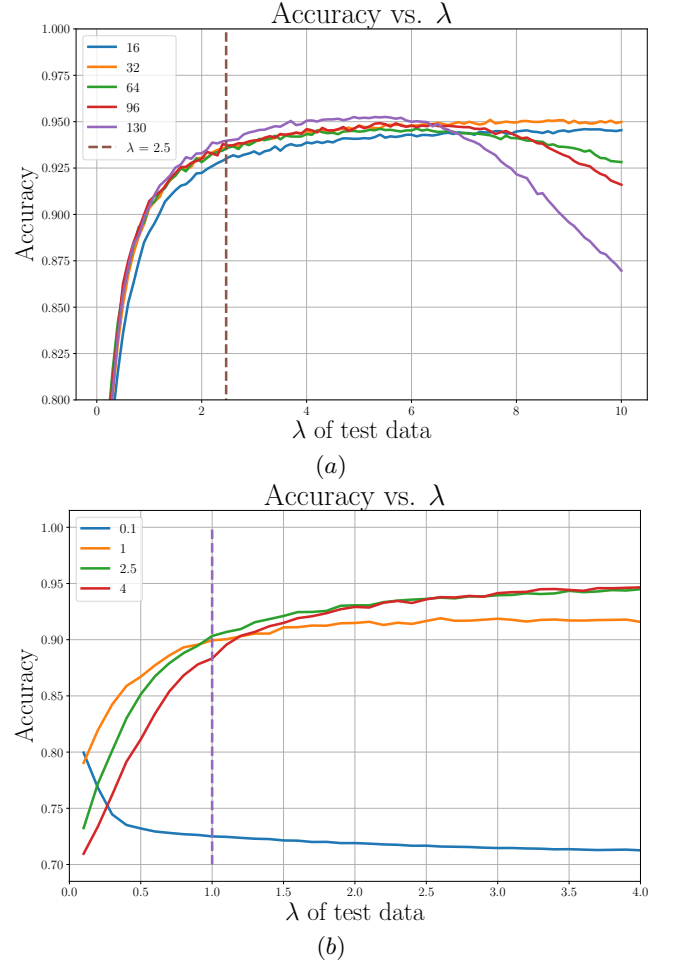 Accuracy vs. λ
1.000
0.975
0.950
0.925
0.900
0.875
0.850
0.825
0.800
Accuracy
16
32
64
96
130
λ = 2.5
0 2 4 6 8 10
λ of test data
(a)
Accuracy vs. λ
1.00
0.95
0.90
0.85
0.80
0.75
0.70
Accuracy
0.1
1
2.5
4
0.0 0.5 1.0 1.5 2.0 2.5 3.0 3.5 4.0
λ of test data
(b)